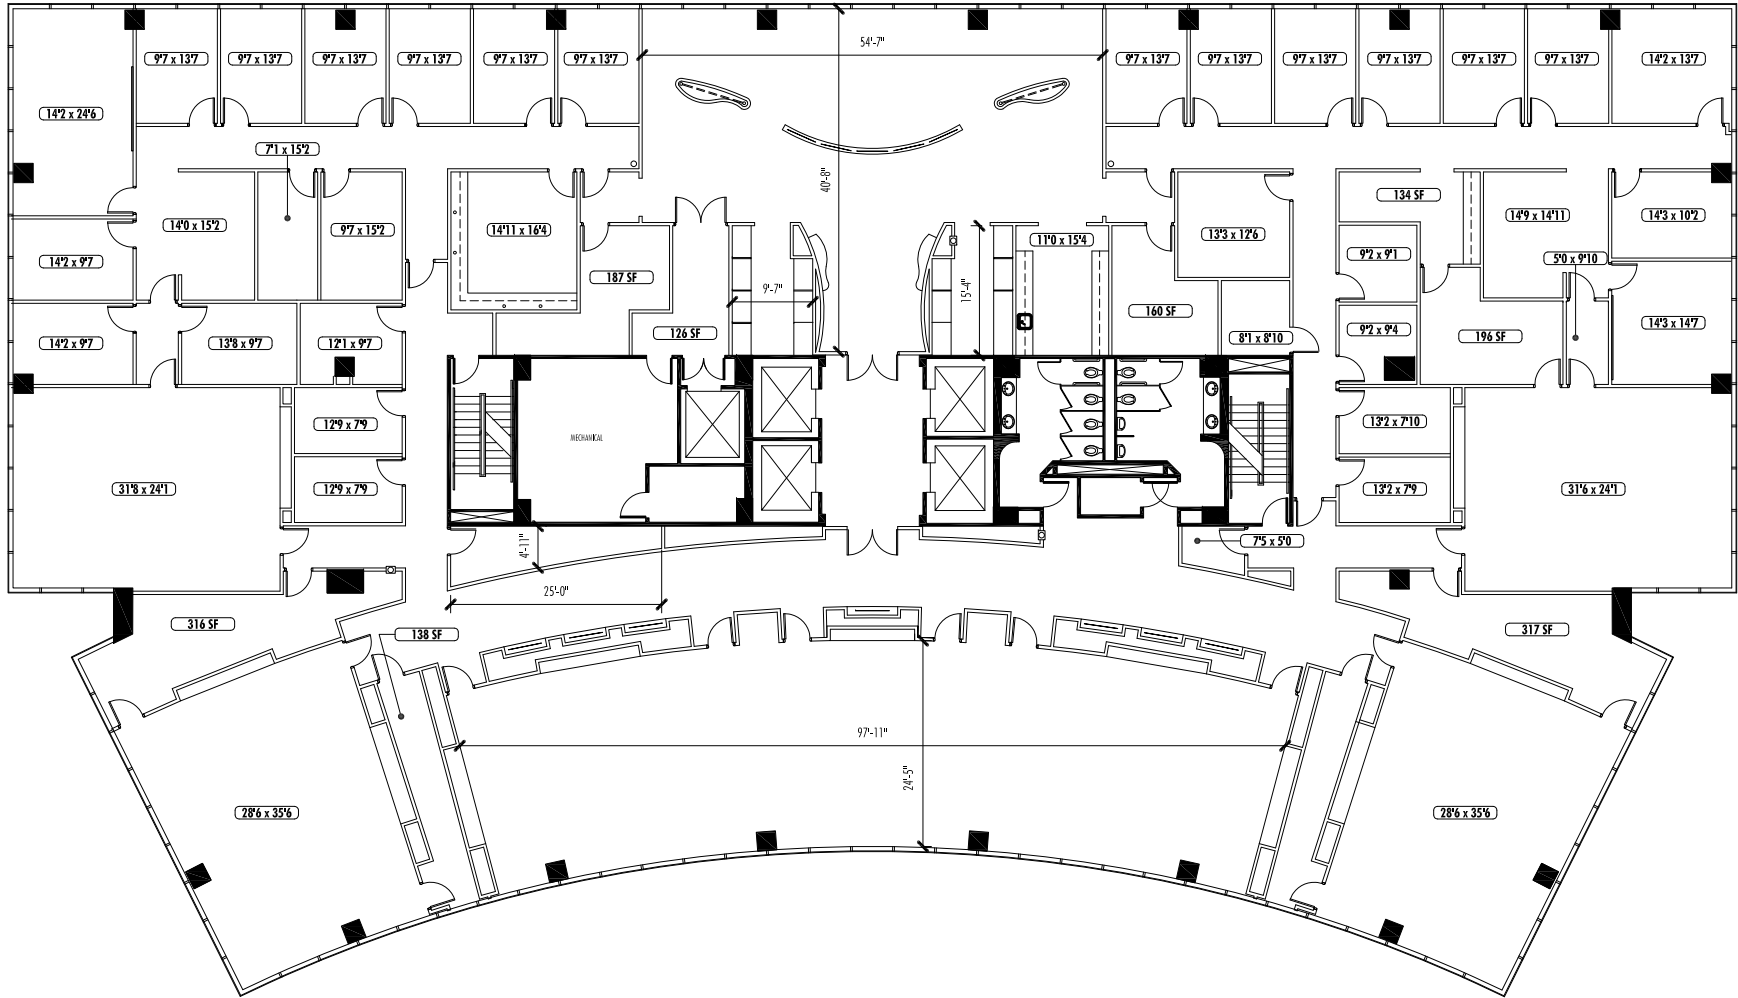 54'-7"
9'7 x 13'7
9'7 x 13'7
9'7 x 13'7
9'7 x 13'7
9'7 x 13'7
9'7 x 13'7
9'7 x 13'7
9'7 x 13'7
9'7 x 13'7
9'7 x 13'7
9'7 x 13'7
9'7 x 13'7
14'2 x 13'7
14'2 x 24'6
7'1 x 15'2
40'-8"
134 SF
14'0 x 15'2
9'7 x 15'2
14'11 x 16'4
11'0 x 15'4
13'3 x 12'6
14'9 x 14'11
14'3 x 10'2
14'2 x 9'7
187 SF
9'-7"
15'-4"
9'2 x 9'1
5'0 x 9'10
126 SF
160 SF
14'2 x 9'7
13'8 x 9'7
12'1 x 9'7
8'1 x 8'10
9'2 x 9'4
196 SF
14'3 x 14'7
12'9 x 7'9
MECHANICAL
13'2 x 7'10
31'8 x 24'1
12'9 x 7'9
13'2 x 7'9
31'6 x 24'1
4'-11"
7'5 x 5'0
25'-0"
316 SF
138 SF
317 SF
97'-11"
24'-5"
28'6 x 35'6
28'6 x 35'6